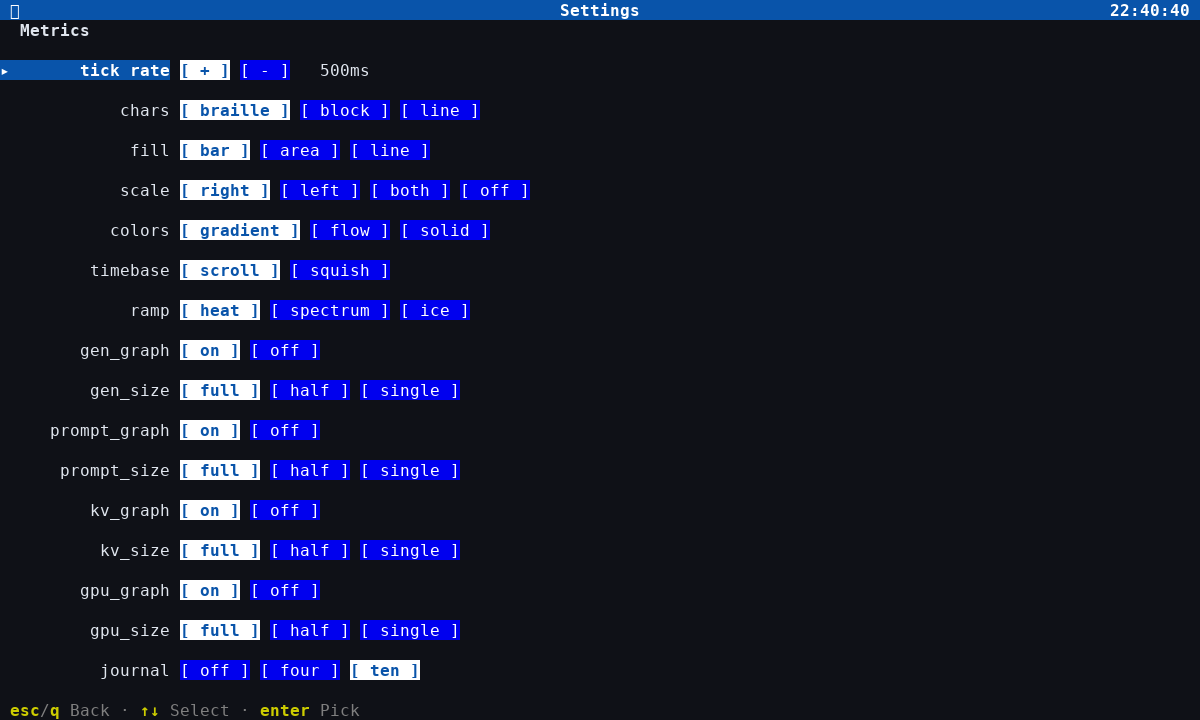 Settings 22:40:40
Metrics
▸ tick rate [ + ] [ - ] 500ms
chars [ braille ] [ block ] [ line ]
fill [ bar ] [ area ] [ line ]
scale [ right ] [ left ] [ both ] [ off ]
colors [ gradient ] [ flow ] [ solid ]
timebase [ scroll ] [ squish ]
ramp [ heat ] [ spectrum ] [ ice ]
gen_graph [ on ] [ off ]
gen_size [ full ] [ half ] [ single ]
prompt_graph [ on ] [ off ]
prompt_size [ full ] [ half ] [ single ]
kv_graph [ on ] [ off ]
kv_size [ full ] [ half ] [ single ]
gpu_graph [ on ] [ off ]
gpu_size [ full ] [ half ] [ single ]
journal [ off ] [ four ] [ ten ]
esc/q Back · ↑↓ Select · enter Pick